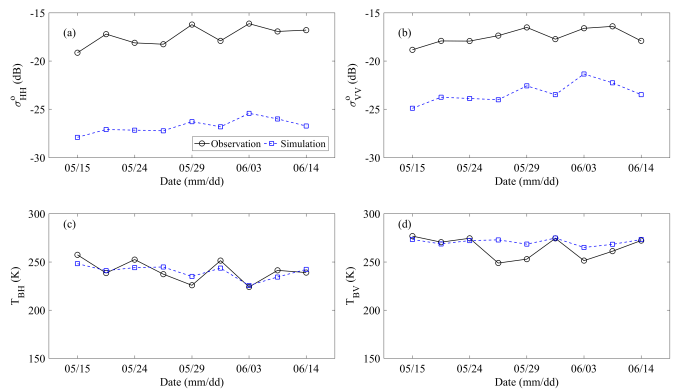 -15
(a)
-20
σ°HH (dB)
-25
Observation Simulation
-30
05/15 05/24 05/29 06/03 06/14
Date (mm/dd)
-15
(b)
-20
σ°VV (dB)
-25
-30
05/15 05/24 05/29 06/03 06/14
Date (mm/dd)
300
(c)
250
TBH (K)
200
150
05/15 05/24 05/29 06/03 06/14
Date (mm/dd)
300
(d)
250
TBV (K)
200
150
05/15 05/24 05/29 06/03 06/14
Date (mm/dd)